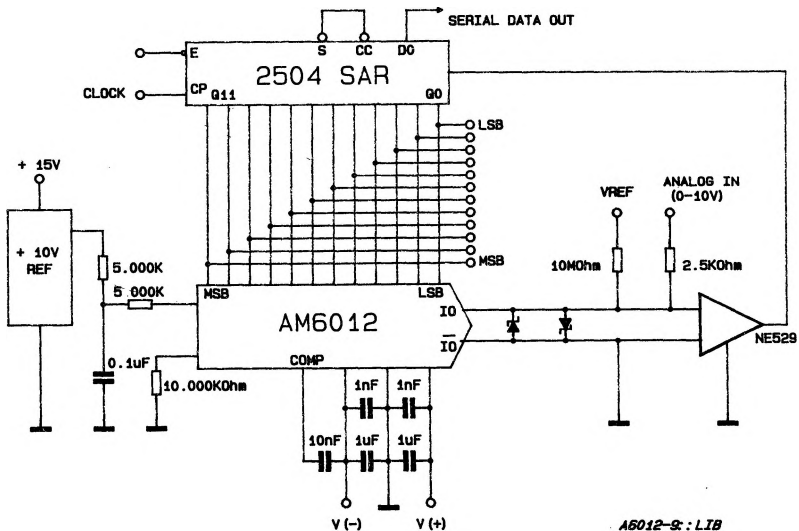 SERIAL DATA OUT
S CC DO
E
2504 SAR
CLOCK
CP Q11 Q0
LSB
+ 15V
VREF
ANALOG IN
(0-10V)
+ 10V
REF
5.000K
10MOhm
2.5KOhm
MSB
5 000K
MSB LSB
IO
AM6012
IO
NE529
COMP
0.1uF
10.000KOhm
1nF 1nF
10nF 1uF 1uF
V(-) V(+)
A6012-9::LIB